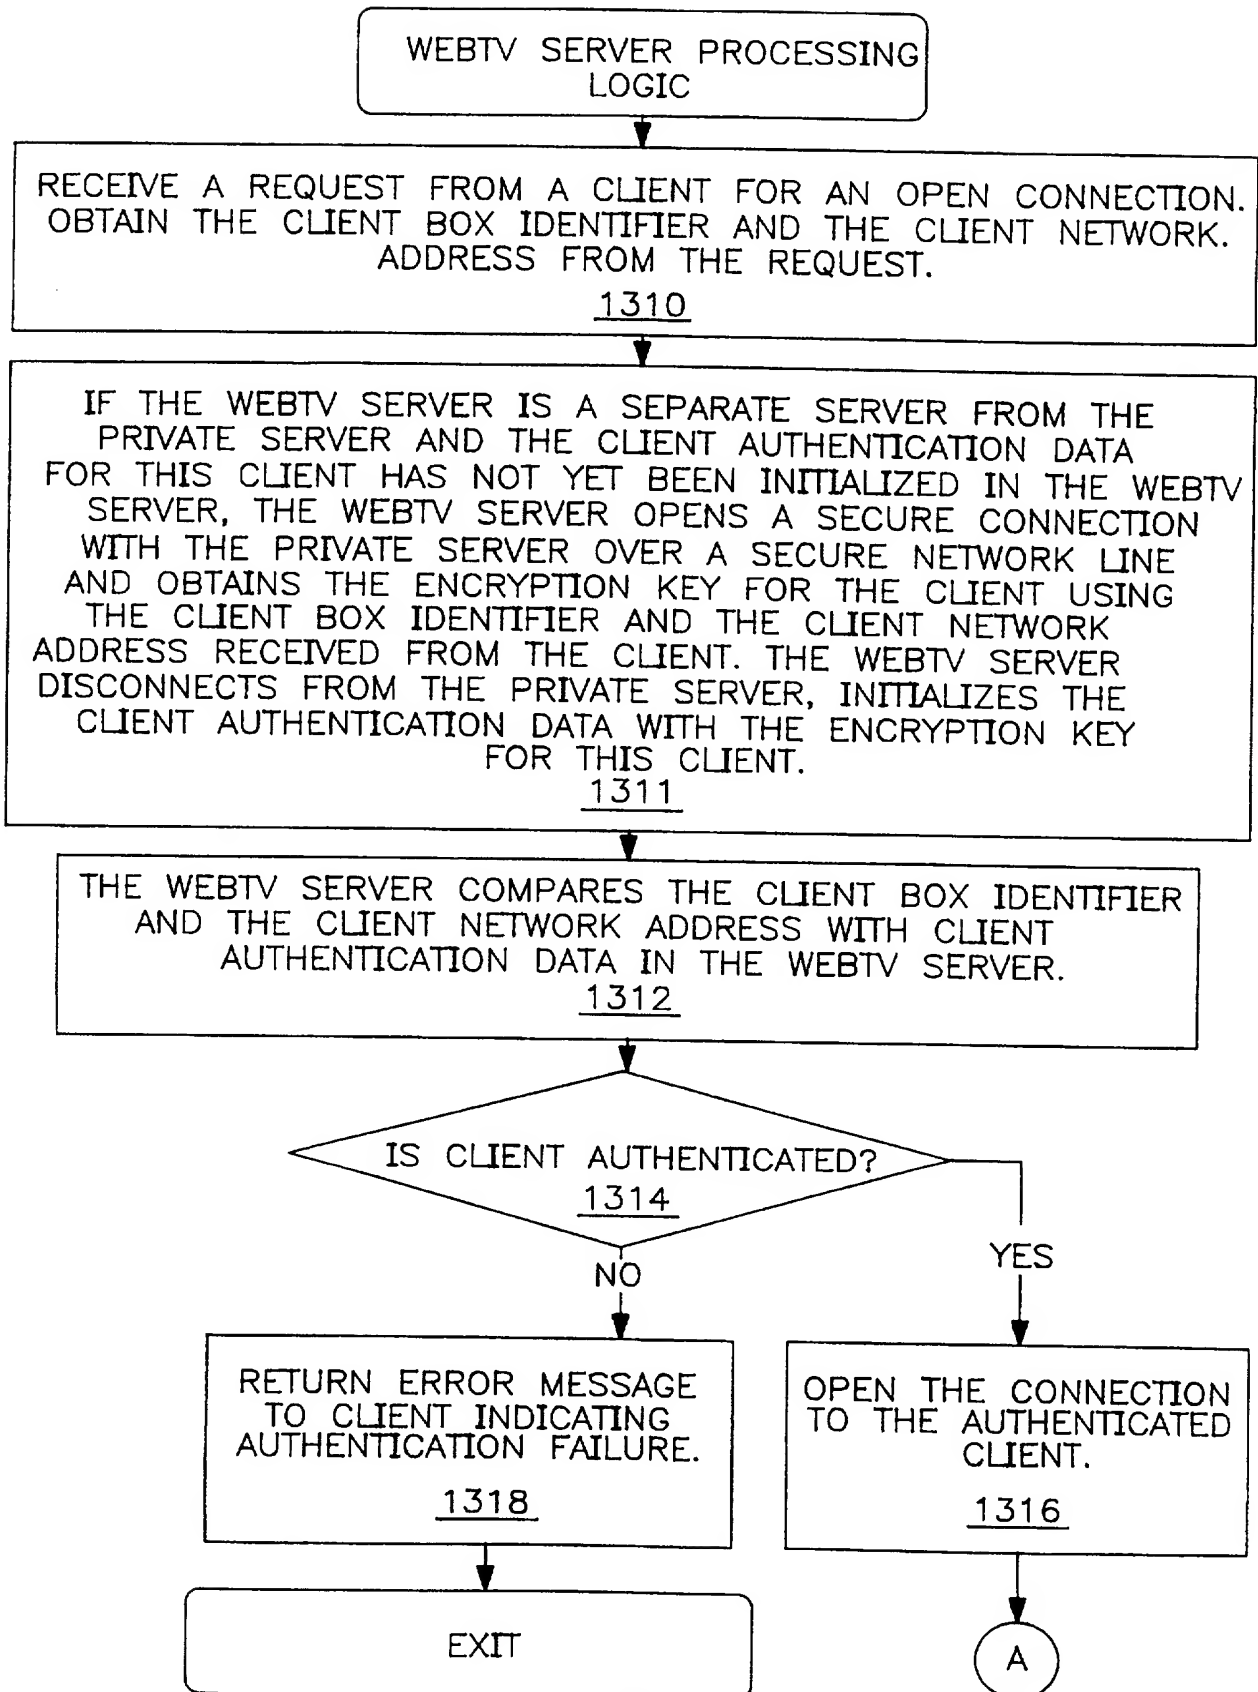 WEBTV SERVER PROCESSING
LOGIC
RECEIVE A REQUEST FROM A CLIENT FOR AN OPEN CONNECTION.
OBTAIN THE CLIENT BOX IDENTIFIER AND THE CLIENT NETWORK.
ADDRESS FROM THE REQUEST.
1310
IF THE WEBTV SERVER IS A SEPARATE SERVER FROM THE
PRIVATE SERVER AND THE CLIENT AUTHENTICATION DATA
FOR THIS CLIENT HAS NOT YET BEEN INITIALIZED IN THE WEBTV
SERVER, THE WEBTV SERVER OPENS A SECURE CONNECTION
WITH THE PRIVATE SERVER OVER A SECURE NETWORK LINE
AND OBTAINS THE ENCRYPTION KEY FOR THE CLIENT USING
THE CLIENT BOX IDENTIFIER AND THE CLIENT NETWORK
ADDRESS RECEIVED FROM THE CLIENT. THE WEBTV SERVER
DISCONNECTS FROM THE PRIVATE SERVER, INITIALIZES THE
CLIENT AUTHENTICATION DATA WITH THE ENCRYPTION KEY
FOR THIS CLIENT.
1311
THE WEBTV SERVER COMPARES THE CLIENT BOX IDENTIFIER
AND THE CLIENT NETWORK ADDRESS WITH CLIENT
AUTHENTICATION DATA IN THE WEBTV SERVER.
1312
IS CLIENT AUTHENTICATED?
1314
NO
YES
RETURN ERROR MESSAGE
TO CLIENT INDICATING
AUTHENTICATION FAILURE.
1318
OPEN THE CONNECTION
TO THE AUTHENTICATED
CLIENT.
1316
EXIT
A